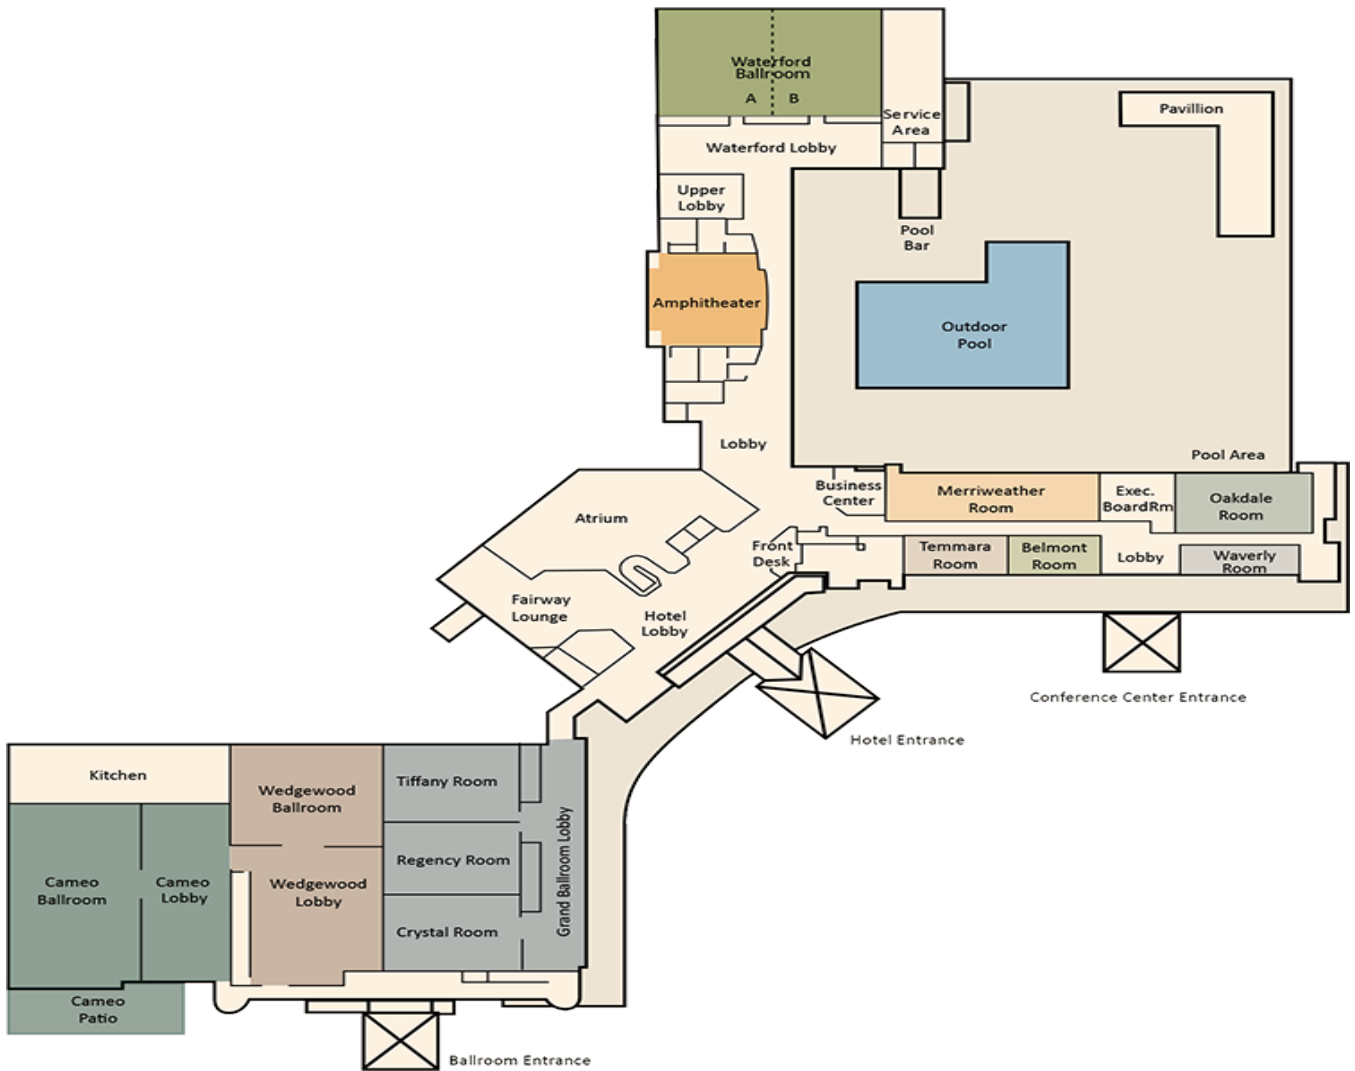 Waterford
Ballroom
A B
Service
Area
Pavillion
Waterford Lobby
Upper
Lobby
Pool
Bar
Amphitheater
Outdoor
Pool
Lobby
Pool Area
Business
Center
Merriweather
Room
Exec.
BoardRm
Oakdale
Room
Atrium
Front
Desk
Temmara
Room
Belmont
Room
Lobby
Waverly
Room
Fairway
Lounge
Hotel
Lobby
Conference Center Entrance
Hotel Entrance
Kitchen
Wedgewood
Ballroom
Tiffany Room
Grand Ballroom Lobby
Regency Room
Cameo
Ballroom
Cameo
Lobby
Wedgewood
Lobby
Crystal Room
Cameo
Patio
Ballroom Entrance